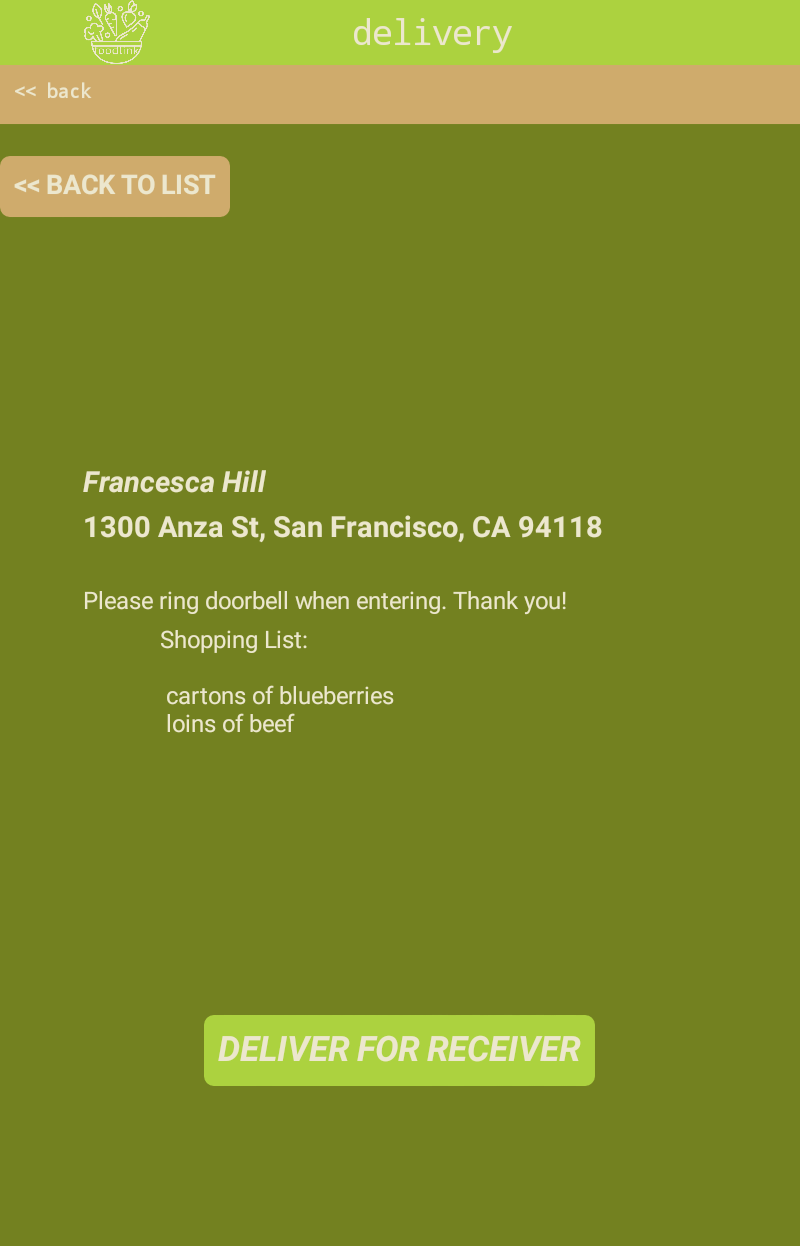 foodlink
delivery
<< back
<< BACK TO LIST
Francesca Hill
1300 Anza St, San Francisco, CA 94118
Please ring doorbell when entering. Thank you!
Shopping List:
cartons of blueberries
loins of beef
DELIVER FOR RECEIVER